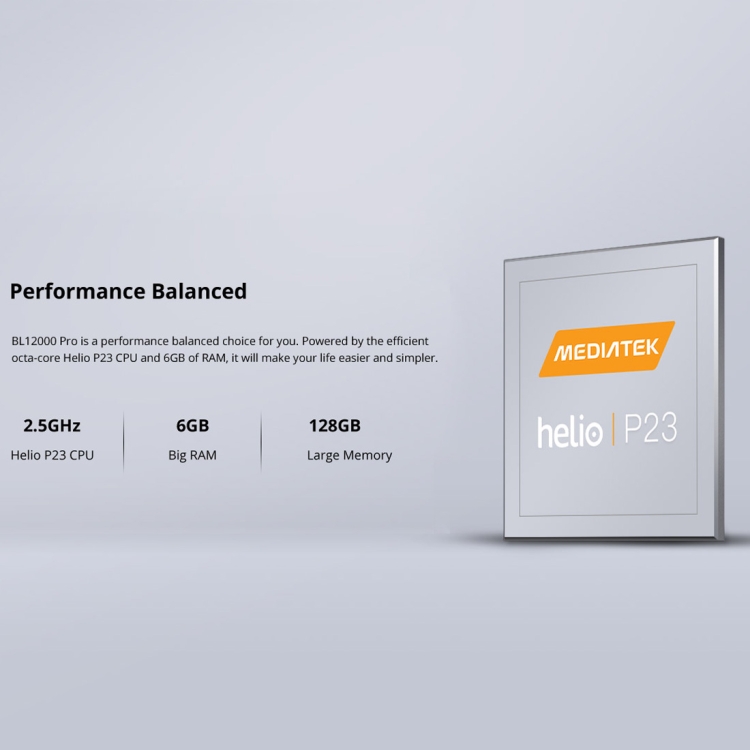 Performance Balanced
BL12000 Pro is a performance balanced choice for you. Powered by the efficient
octa-core Helio P23 CPU and 6GB of RAM, it will make your life easier and simpler.
2.5GHz
Helio P23 CPU
6GB
Big RAM
128GB
Large Memory
MEDIATEK
helio | P23